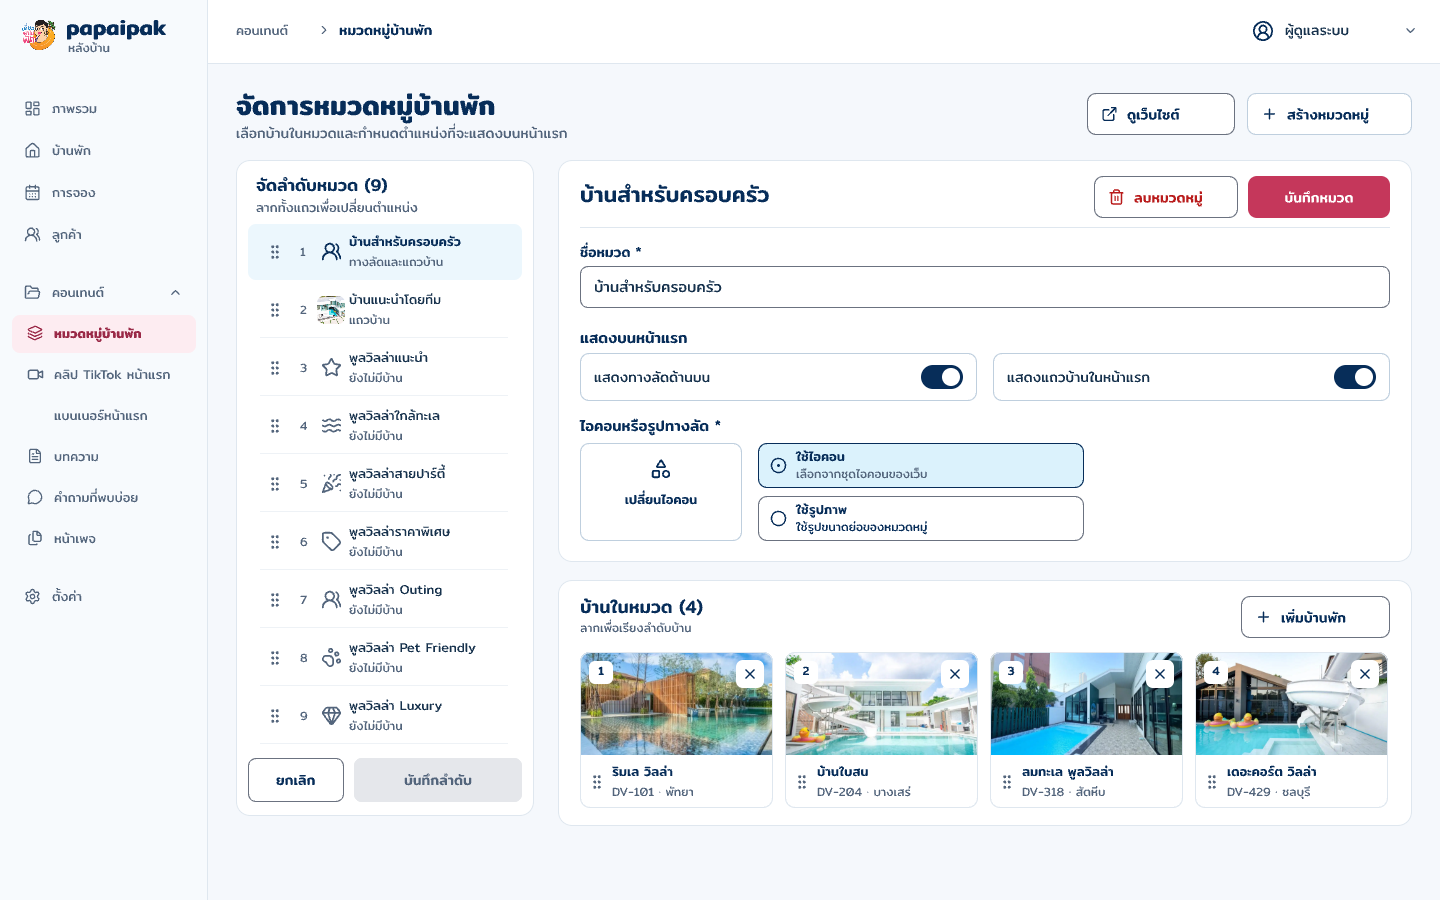 papaipak
หลังบ้าน
คอนเทนต์
หมวดหมู่บ้านพัก
ผู้ดูแลระบบ
ภาพรวม
บ้านพัก
การจอง
ลูกค้า
คอนเทนต์
หมวดหมู่บ้านพัก
คลิป TikTok หน้าแรก
แบนเนอร์หน้าแรก
บทความ
คำถามที่พบบ่อย
หน้าเพจ
ตั้งค่า
จัดการหมวดหมู่บ้านพัก
เลือกบ้านในหมวดและกำหนดตำแหน่งที่จะแสดงบนหน้าแรก
ดูเว็บไซต์
สร้างหมวดหมู่
จัดลำดับหมวด (9)
ลากทั้งแถวเพื่อเปลี่ยนตำแหน่ง
1
บ้านสำหรับครอบครัว
ทางลัดและแถวบ้าน
2
บ้านแนะนำโดยทีม
แถวบ้าน
3
พูลวิลล่าแนะนำ
ยังไม่มีบ้าน
4
พูลวิลล่าใกล้ทะเล
ยังไม่มีบ้าน
5
พูลวิลล่าสายปาร์ตี้
ยังไม่มีบ้าน
6
พูลวิลล่าราคาพิเศษ
ยังไม่มีบ้าน
7
พูลวิลล่า Outing
ยังไม่มีบ้าน
8
พูลวิลล่า Pet Friendly
ยังไม่มีบ้าน
9
พูลวิลล่า Luxury
ยังไม่มีบ้าน
ยกเลิก
บันทึกลำดับ
บ้านสำหรับครอบครัว
ลบหมวดหมู่
บันทึกหมวด
ชื่อหมวด *
บ้านสำหรับครอบครัว
แสดงบนหน้าแรก
แสดงทางลัดด้านบน
แสดงแถวบ้านในหน้าแรก
ไอคอนหรือรูปทางลัด *
เปลี่ยนไอคอน
ใช้ไอคอน
เลือกจากชุดไอคอนของเว็บ
ใช้รูปภาพ
ใช้รูปขนาดย่อของหมวดหมู่
บ้านในหมวด (4)
ลากเพื่อเรียงลำดับบ้าน
เพิ่มบ้านพัก
1
ริมเล วิลล่า
DV-101 · พัทยา
2
บ้านใบสน
DV-204 · บางเสร่
3
ลมทะเล พูลวิลล่า
DV-318 · สัตหีบ
4
เดอะคอร์ต วิลล่า
DV-429 · ชลบุรี